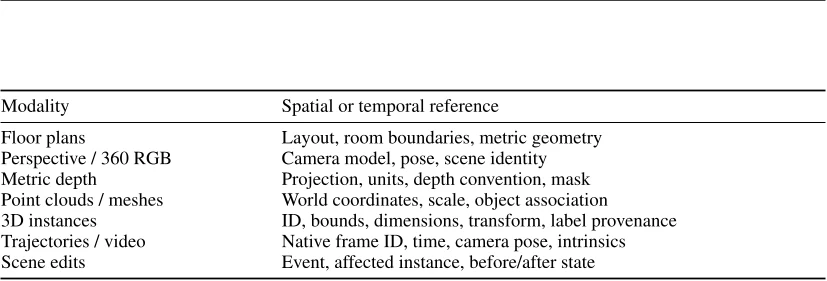 Modality Spatial or temporal reference
Floor plans Layout, room boundaries, metric geometry
Perspective / 360 RGB Camera model, pose, scene identity
Metric depth Projection, units, depth convention, mask
Point clouds / meshes World coordinates, scale, object association
3D instances ID, bounds, dimensions, transform, label provenance
Trajectories / video Native frame ID, time, camera pose, intrinsics
Scene edits Event, affected instance, before/after state